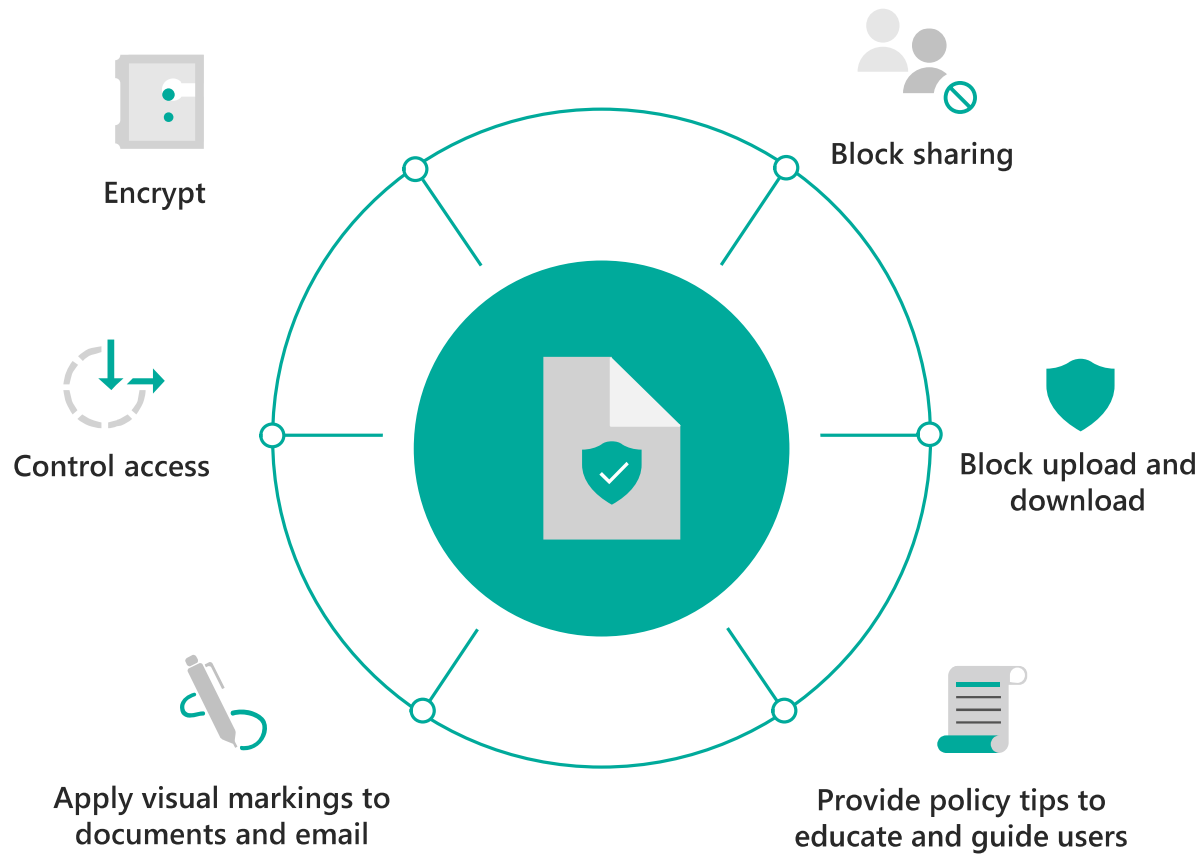 Block sharing
Encrypt
Control access
Block upload and
download
Apply visual markings to
documents and email
Provide policy tips to
educate and guide users